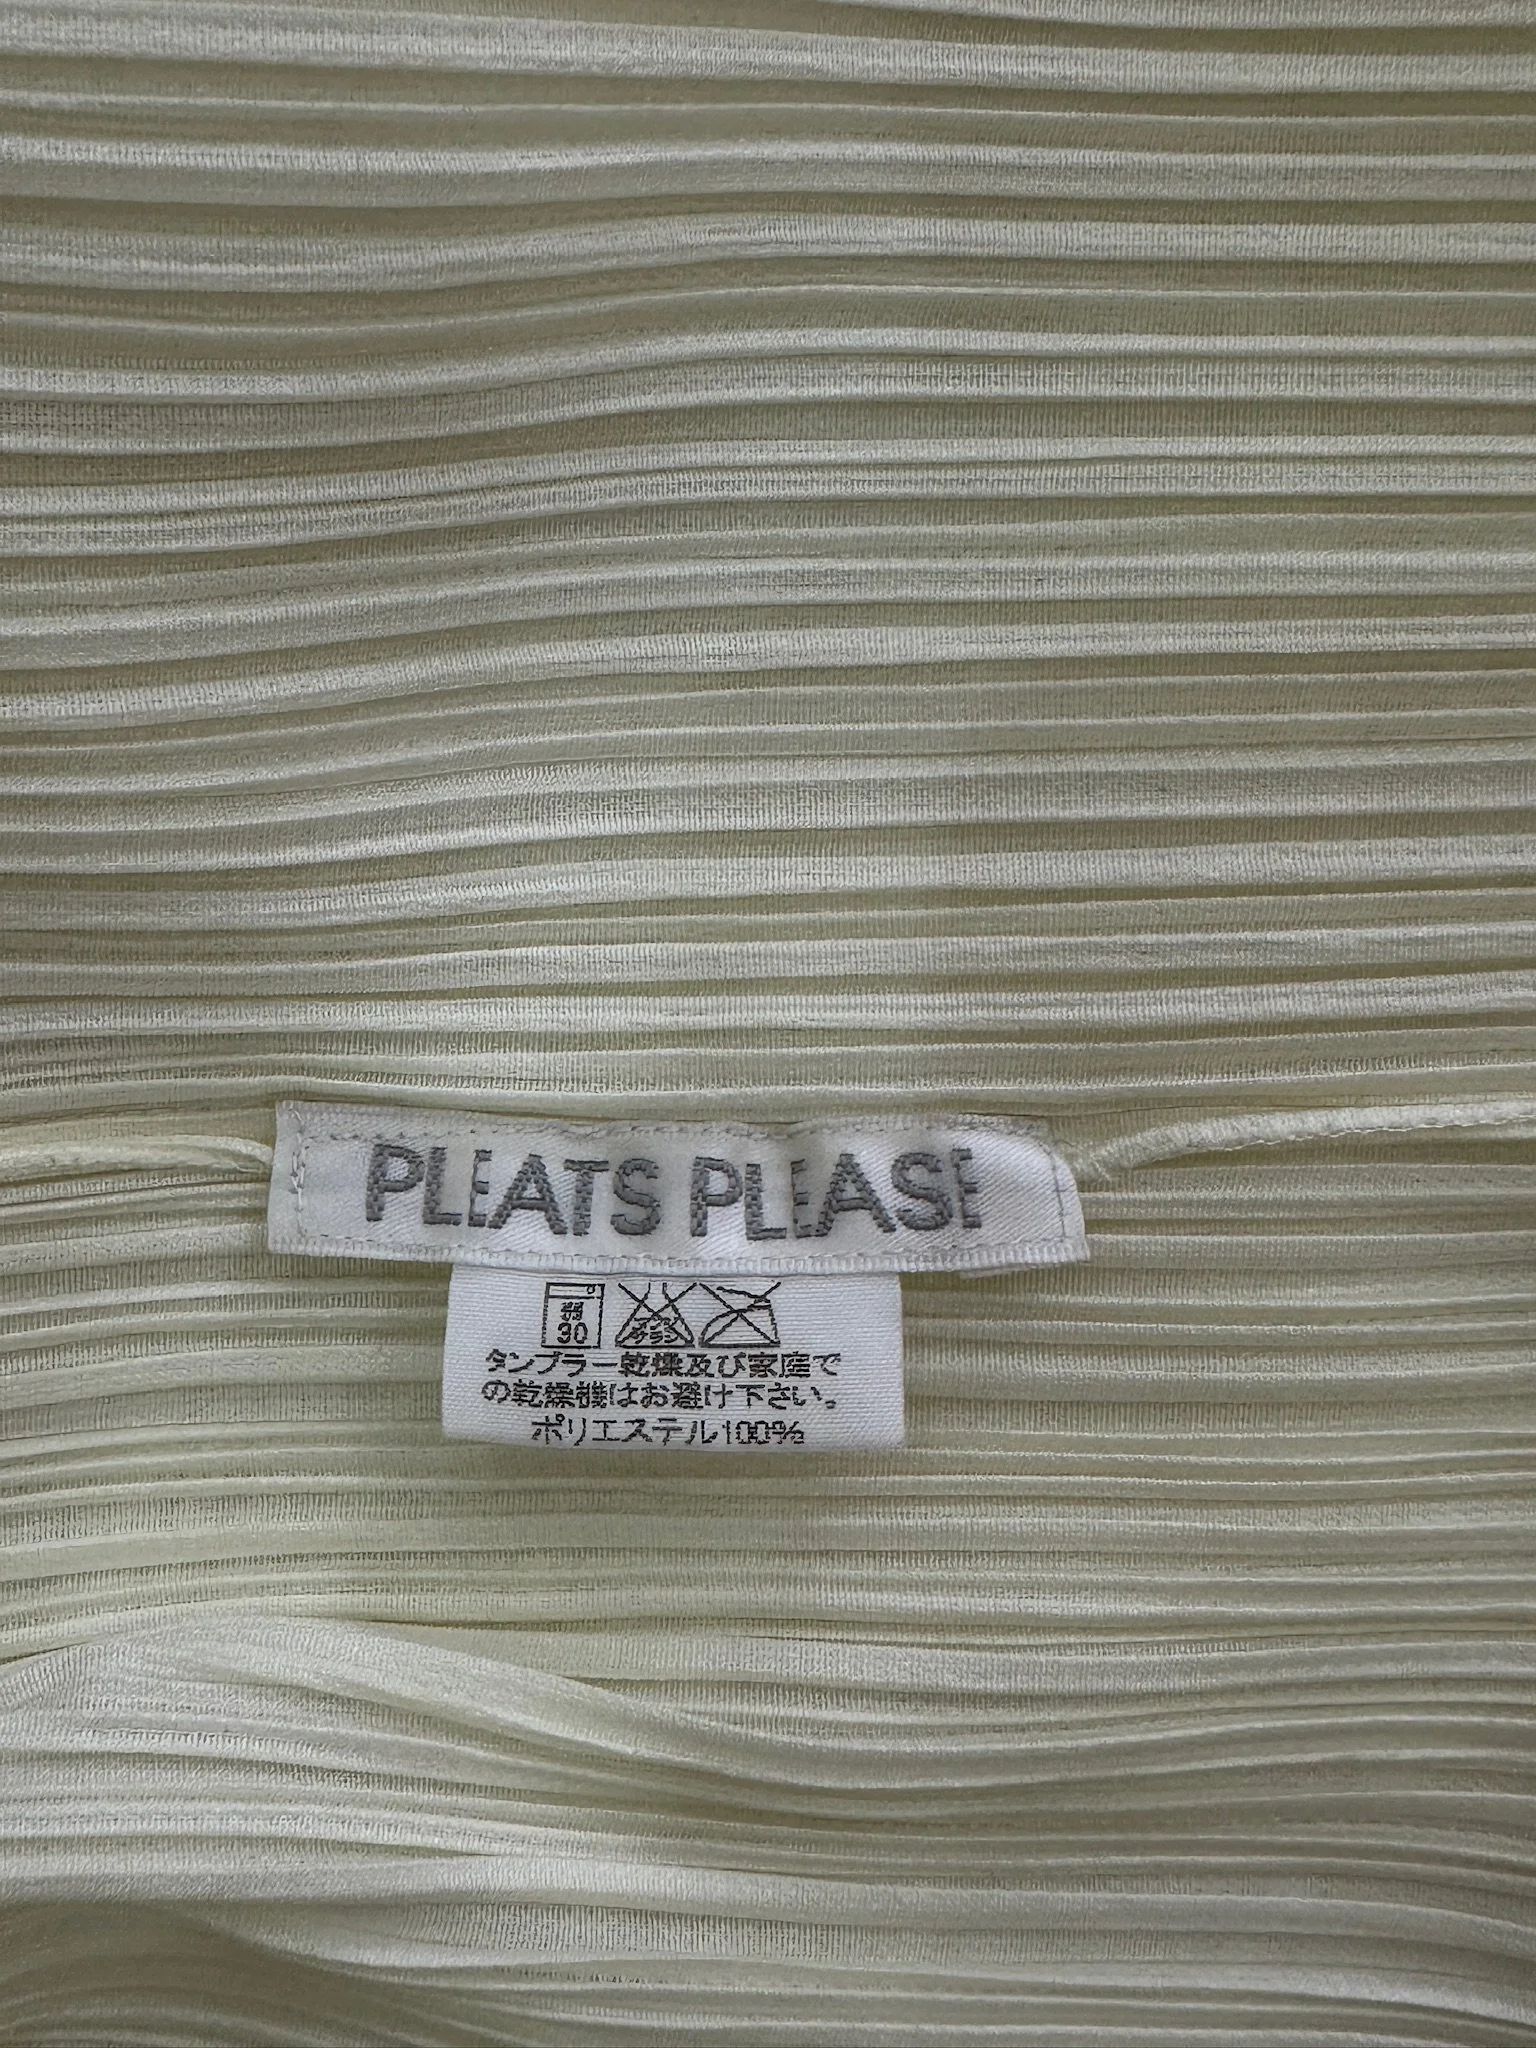 PLEATS PLEASE
弱
30
タンブラー乾燥及び家庭で
の乾燥機はお避け下さい。
ポリエステル100%